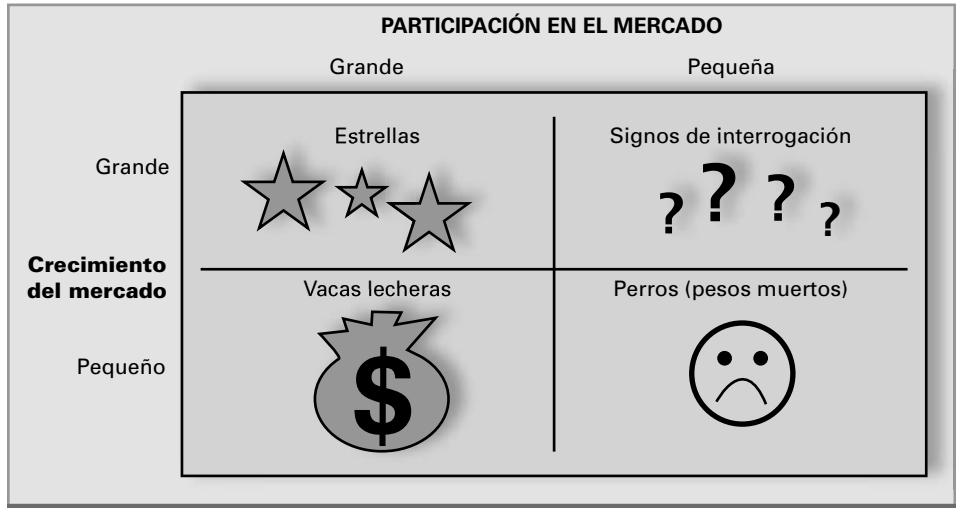 PARTICIPACIÓN EN EL MERCADO
Grande Pequeña
Grande
Estrellas
Signos de interrogación
? ? ? ?
Crecimiento
del mercado
Pequeño
Vacas lecheras
$
Perros (pesos muertos)